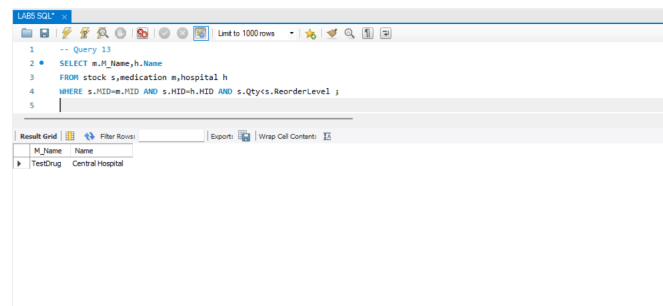 LAB5 SQL* ×
Limit to 1000 rows
1 -- Query 13
2 SELECT m.M_Name,h.Name
3 FROM stock s,medication m,hospital h
4 WHERE s.MID=m.MID AND s.HID=h.HID AND s.Qty<s.ReorderLevel ;
5
Result Grid Filter Rows: Export: Wrap Cell Content:
M_Name Name
TestDrug Central Hospital